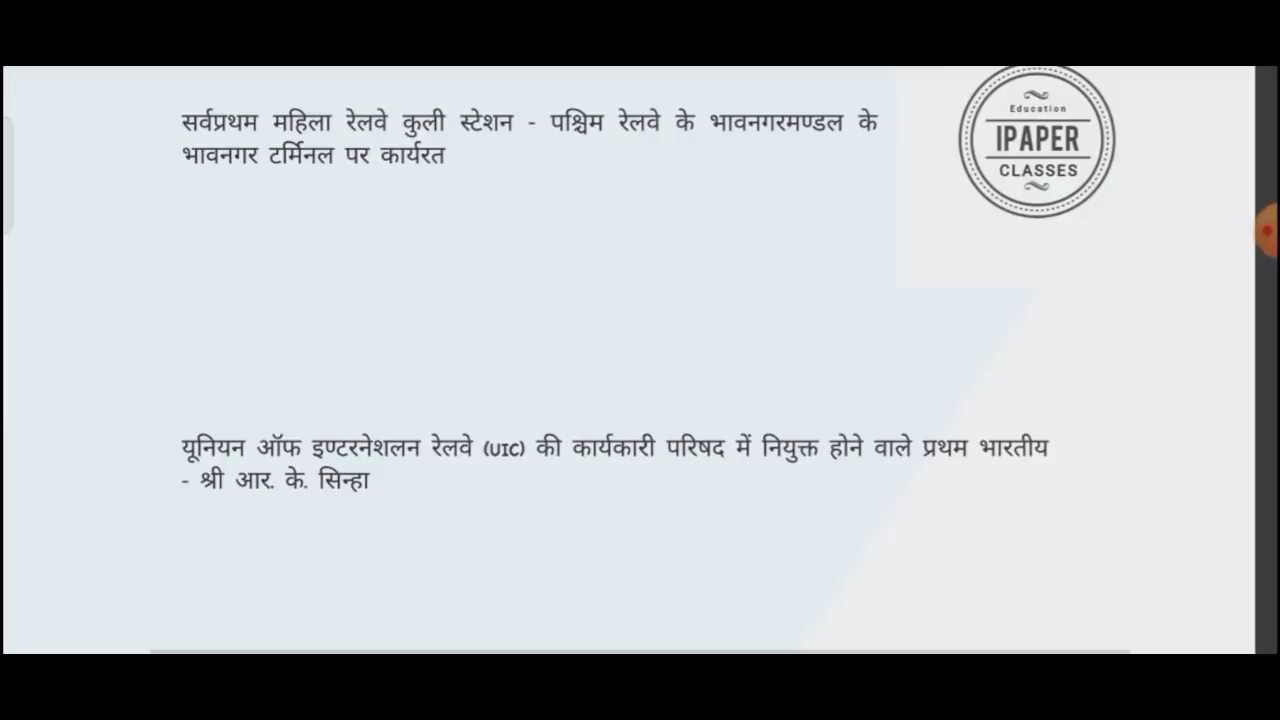 सर्वप्रथम महिला रेलवे कुली स्टेशन - पश्चिम रेलवे के भावनगरमण्डल के
भावनगर टर्मिनल पर कार्यरत
Education
IPAPER
CLASSES
यूनियन ऑफ इण्टरनेशलन रेलवे (UIC) की कार्यकारी परिषद में नियुक्त होने वाले प्रथम भारतीय
- श्री आर. के. सिन्हा